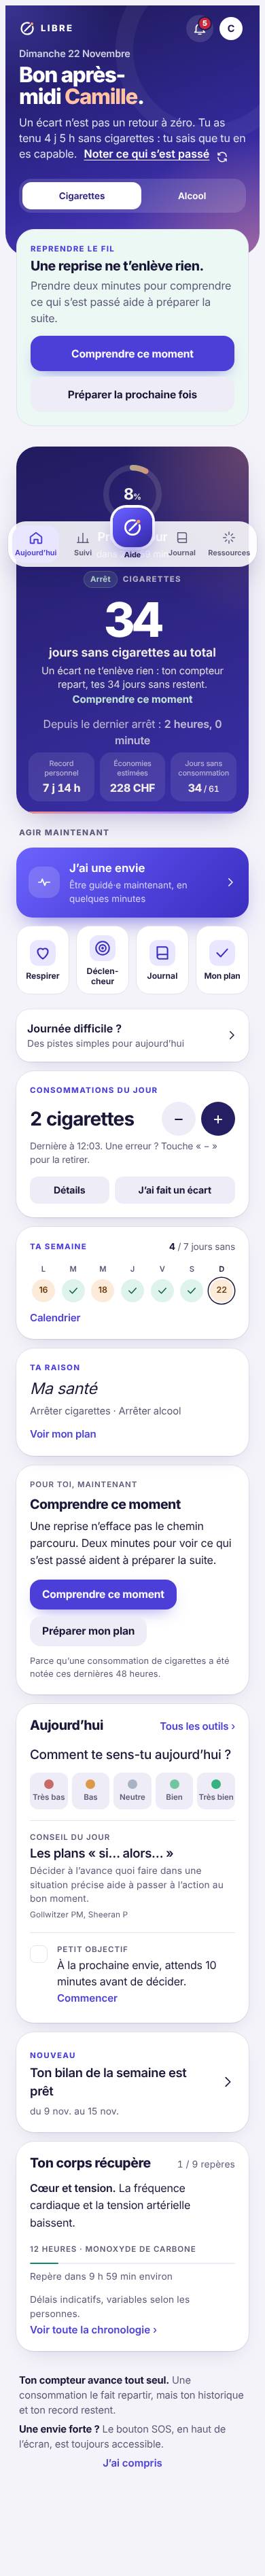 LIBRE
5
C
Dimanche 22 Novembre
Bon après-
midi Camille.
Un écart n'est pas un retour à zéro. Tu as
tenu 4 j 5 h sans cigarettes : tu sais que tu en
es capable. Noter ce qui s'est passé
Cigarettes
Alcool
REPRENDRE LE FIL
Une reprise ne t'enlève rien.
Prendre deux minutes pour comprendre
ce qui s'est passé aide à préparer la
suite.
Comprendre ce moment
Préparer la prochaine fois
8%
Aujourd'hui
Suivi
Aide
Journal
Ressources
Arrêt
CIGARETTES
34
jours sans cigarettes au total
Un écart ne t'enlève rien : ton compteur
repart, tes 34 jours sans restent.
Comprendre ce moment
Depuis le dernier arrêt : 2 heures, 0
minute
Record
personnel
7 j 14 h
Économies
estimées
228 CHF
Jours sans
consommation
34 / 61
AGIR MAINTENANT
J'ai une envie
Être guidé·e maintenant, en
quelques minutes
Respirer
Déclen-
cheur
Journal
Mon plan
Journée difficile ?
Des pistes simples pour aujourd'hui
CONSOMMATIONS DU JOUR
2 cigarettes
−
+
Dernière à 12:03. Une erreur ? Touche « − »
pour la retirer.
Détails
J'ai fait un écart
TA SEMAINE
4 / 7 jours sans
L M M J V S D
16 18 22
Calendrier
TA RAISON
Ma santé
Arrêter cigarettes · Arrêter alcool
Voir mon plan
POUR TOI, MAINTENANT
Comprendre ce moment
Une reprise n'efface pas le chemin
parcouru. Deux minutes pour voir ce qui
s'est passé aident à préparer la suite.
Comprendre ce moment
Préparer mon plan
Parce qu'une consommation de cigarettes a été
notée ces dernières 48 heures.
Aujourd'hui
Tous les outils ›
Comment te sens-tu aujourd'hui ?
Très bas
Bas
Neutre
Bien
Très bien
CONSEIL DU JOUR
Les plans « si… alors… »
Décider à l'avance quoi faire dans une
situation précise aide à passer à l'action au
bon moment.
Gollwitzer PM, Sheeran P
PETIT OBJECTIF
À la prochaine envie, attends 10
minutes avant de décider.
Commencer
NOUVEAU
Ton bilan de la semaine est
prêt
du 9 nov. au 15 nov.
Ton corps récupère
1 / 9 repères
Cœur et tension. La fréquence
cardiaque et la tension artérielle
baissent.
12 HEURES · MONOXYDE DE CARBONE
Repère dans 9 h 59 min environ
Délais indicatifs, variables selon les
personnes.
Voir toute la chronologie ›
Ton compteur avance tout seul. Une
consommation le fait repartir, mais ton historique
et ton record restent.
Une envie forte ? Le bouton SOS, en haut de
l'écran, est toujours accessible.
J'ai compris